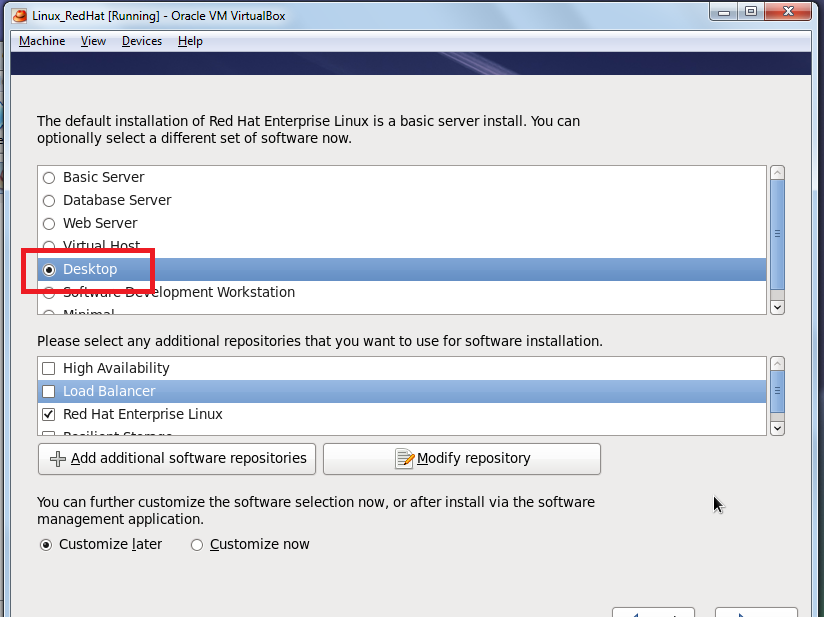 Linux_RedHat [Running] - Oracle VM VirtualBox
Machine View Devices Help
The default installation of Red Hat Enterprise Linux is a basic server install. You can
optionally select a different set of software now.
Basic Server
Database Server
Web Server
Virtual Host
Desktop
Software Development Workstation
Minimal
Please select any additional repositories that you want to use for software installation.
High Availability
Load Balancer
Red Hat Enterprise Linux
Resilient Storage
Add additional software repositories
Modify repository
You can further customize the software selection now, or after install via the software
management application.
Customize later
Customize now